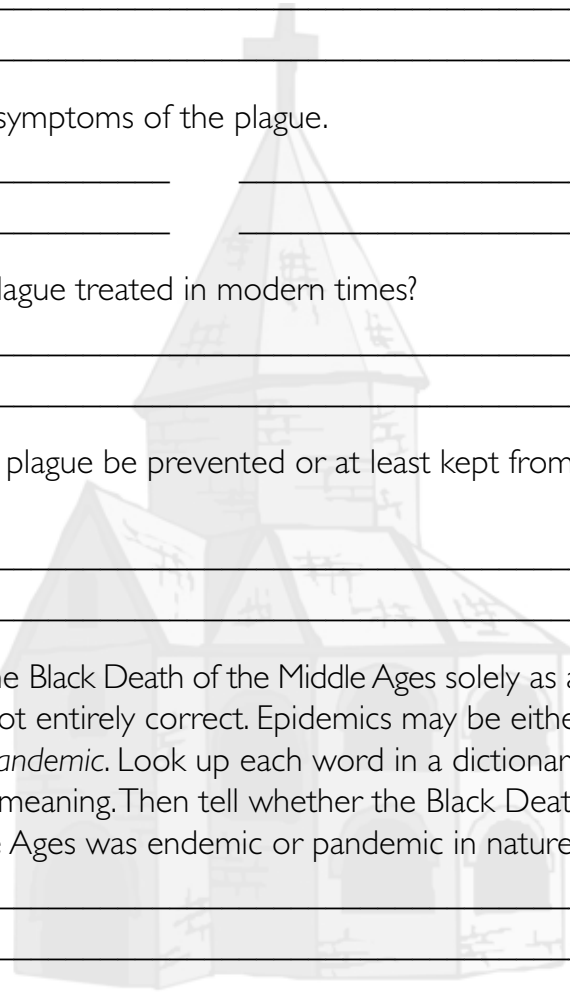 symptoms of the plague.
lague treated in modern times?
plague be prevented or at least kept from
e Black Death of the Middle Ages solely as a
ot entirely correct. Epidemics may be eithe
andemic. Look up each word in a dictionar
meaning. Then tell whether the Black Deat
e Ages was endemic or pandemic in nature